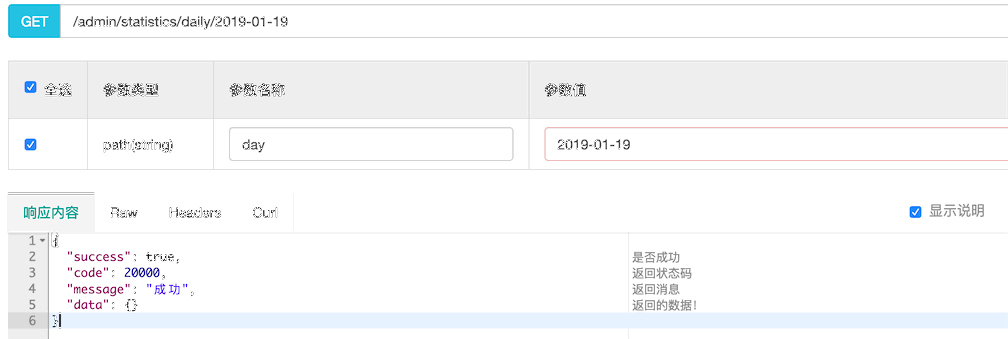 GET /admin/statistics/daily/2019-01-19
全选 参数类型 参数名称 参数值
path(string) day 2019-01-19
响应内容 Raw Headers Curl 显示说明
1 {
2 "success": true, 是否成功
3 "code": 20000, 返回状态码
4 "message": "成功", 返回消息
5 "data": {} 返回的数据!
6 }